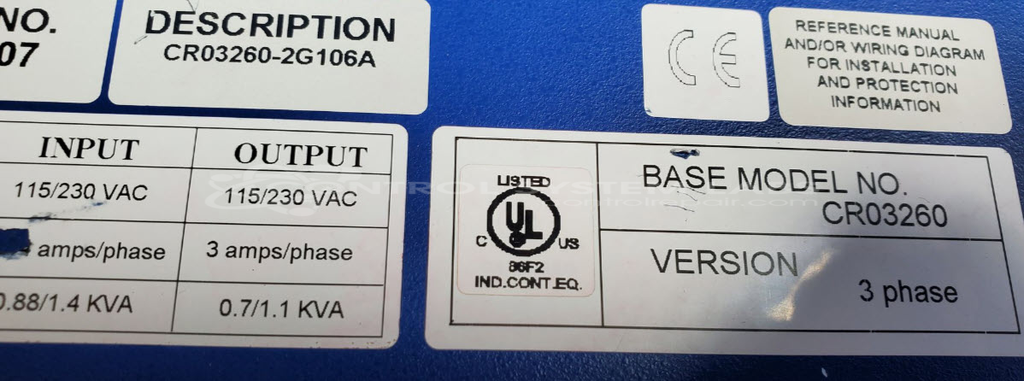 NO.
07
DESCRIPTION
CR03260-2G106A
CE
REFERENCE MANUAL
AND/OR WIRING DIAGRAM
FOR INSTALLATION
AND PROTECTION
INFORMATION
INPUT OUTPUT
115/230 VAC 115/230 VAC
amps/phase 3 amps/phase
0.88/1.4 KVA 0.7/1.1 KVA
LISTED
UL
C US
86F2
IND.CONT.EQ.
BASE MODEL NO.
CR03260
VERSION
3 phase